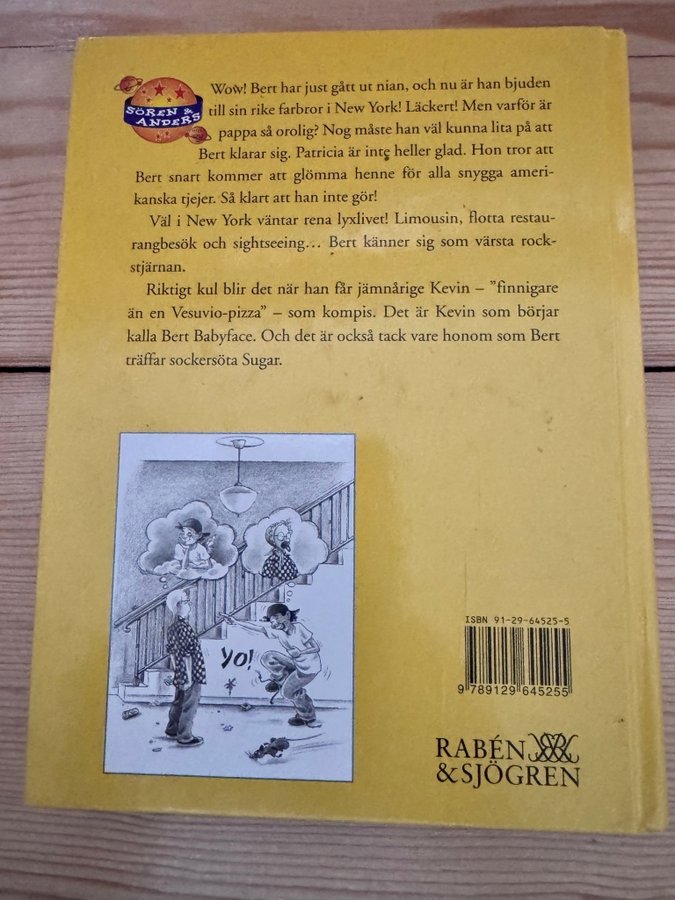 SÖREN &
ANDERS
Wow! Bert har just gått ut nian, och nu är han bjuden
till sin rike farbror i New York! Läckert! Men varför är
pappa så orolig? Nog måste han väl kunna lita på att
Bert klarar sig. Patricia är inte heller glad. Hon tror att
Bert snart kommer att glömma henne för alla snygga ameri-
kanska tjejer. Så klart att han inte gör!
Väl i New York väntar rena lyxlivet! Limousin, flotta restau-
rangbesök och sightseeing… Bert känner sig som värsta rock-
stjärnan.
Riktigt kul blir det när han får jämnårige Kevin – ”finnigare
än en Vesuvio-pizza” – som kompis. Det är Kevin som börjar
kalla Bert Babyface. Och det är också tack vare honom som Bert
träffar sockersöta Sugar.
YO!
ISBN 91-29-64525-5
9 789129 645255
RABÉN
& SJÖGREN